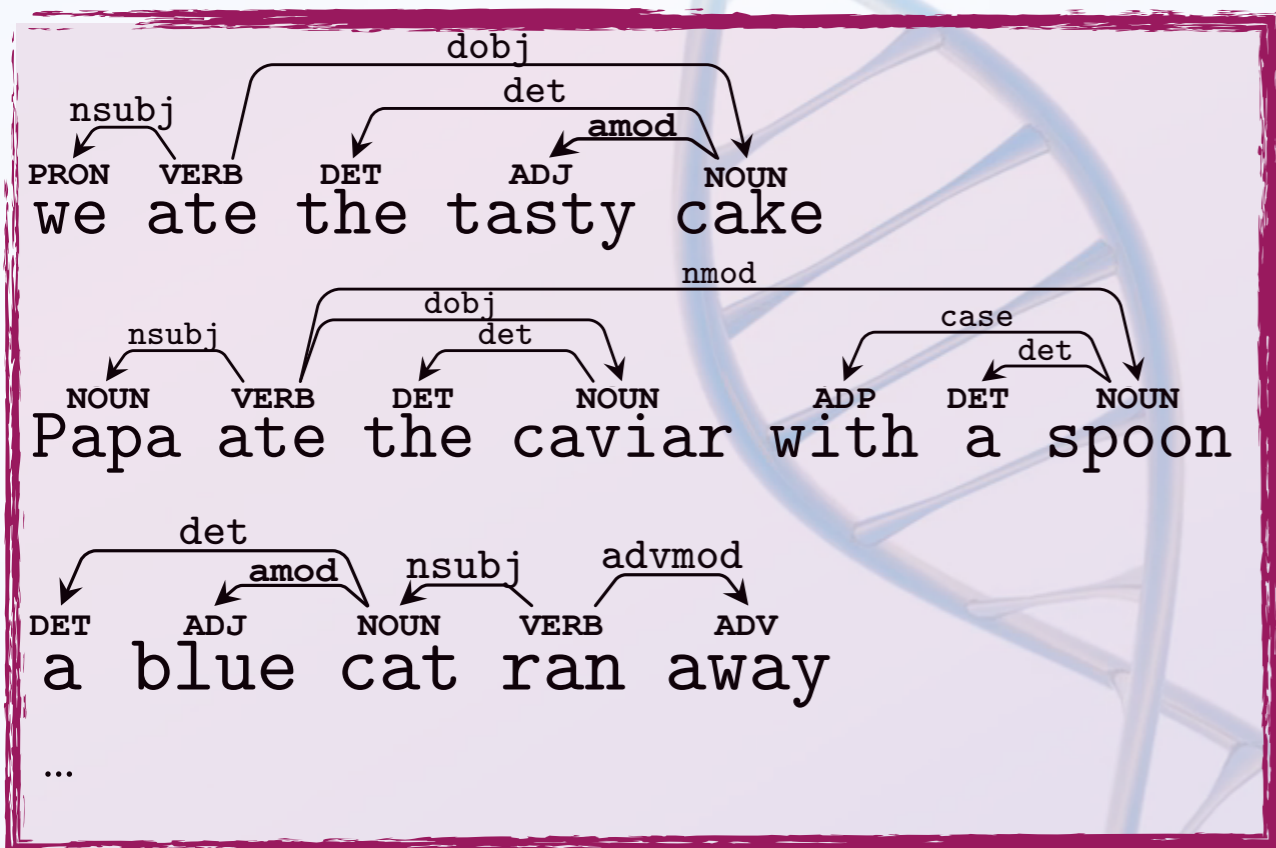 dobj
det
nsubj
amod
PRON VERB DET ADJ NOUN
we ate the tasty cake
nmod
dobj
case
nsubj det
det
NOUN VERB DET NOUN ADP DET NOUN
Papa ate the caviar with a spoon
det
amod nsubj advmod
DET ADJ NOUN VERB ADV
a blue cat ran away
...